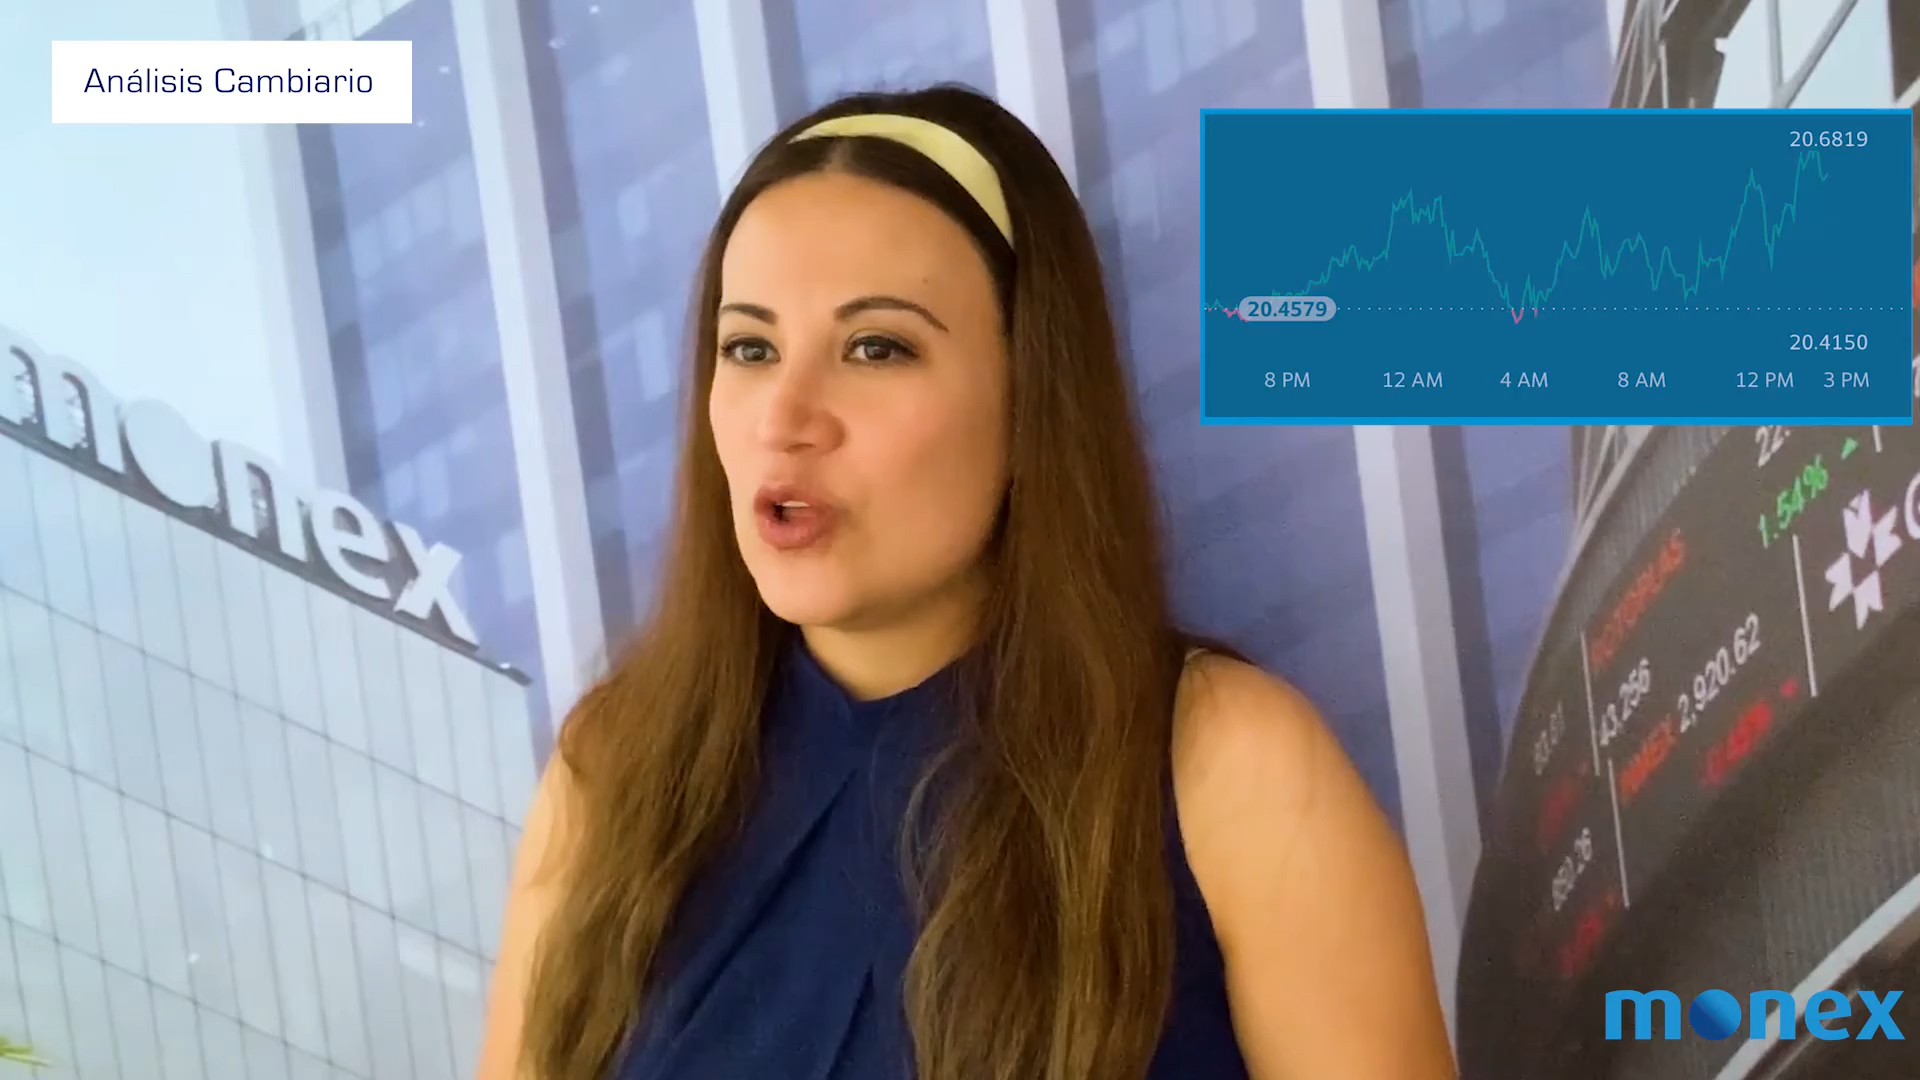 Análisis Cambiario
20.6819
20.4579
20.4150
8 PM
12 AM
4 AM
8 AM
12 PM
3 PM
monex
1.54%
43,256
2,920.62
monex